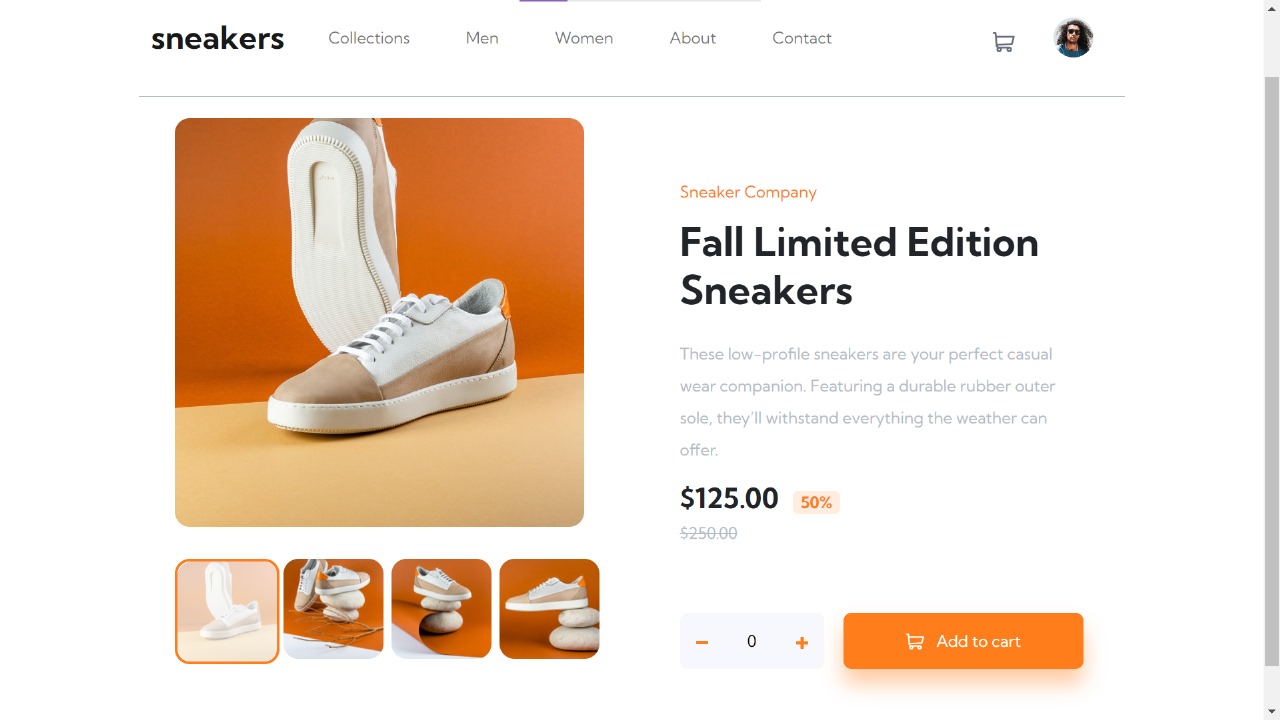 sneakers
Collections
Men
Women
About
Contact
Sneaker Company
Fall Limited Edition
Sneakers
These low-profile sneakers are your perfect casual
wear companion. Featuring a durable rubber outer
sole, they’ll withstand everything the weather can
offer.
$125.00 50%
$250.00
0
Add to cart